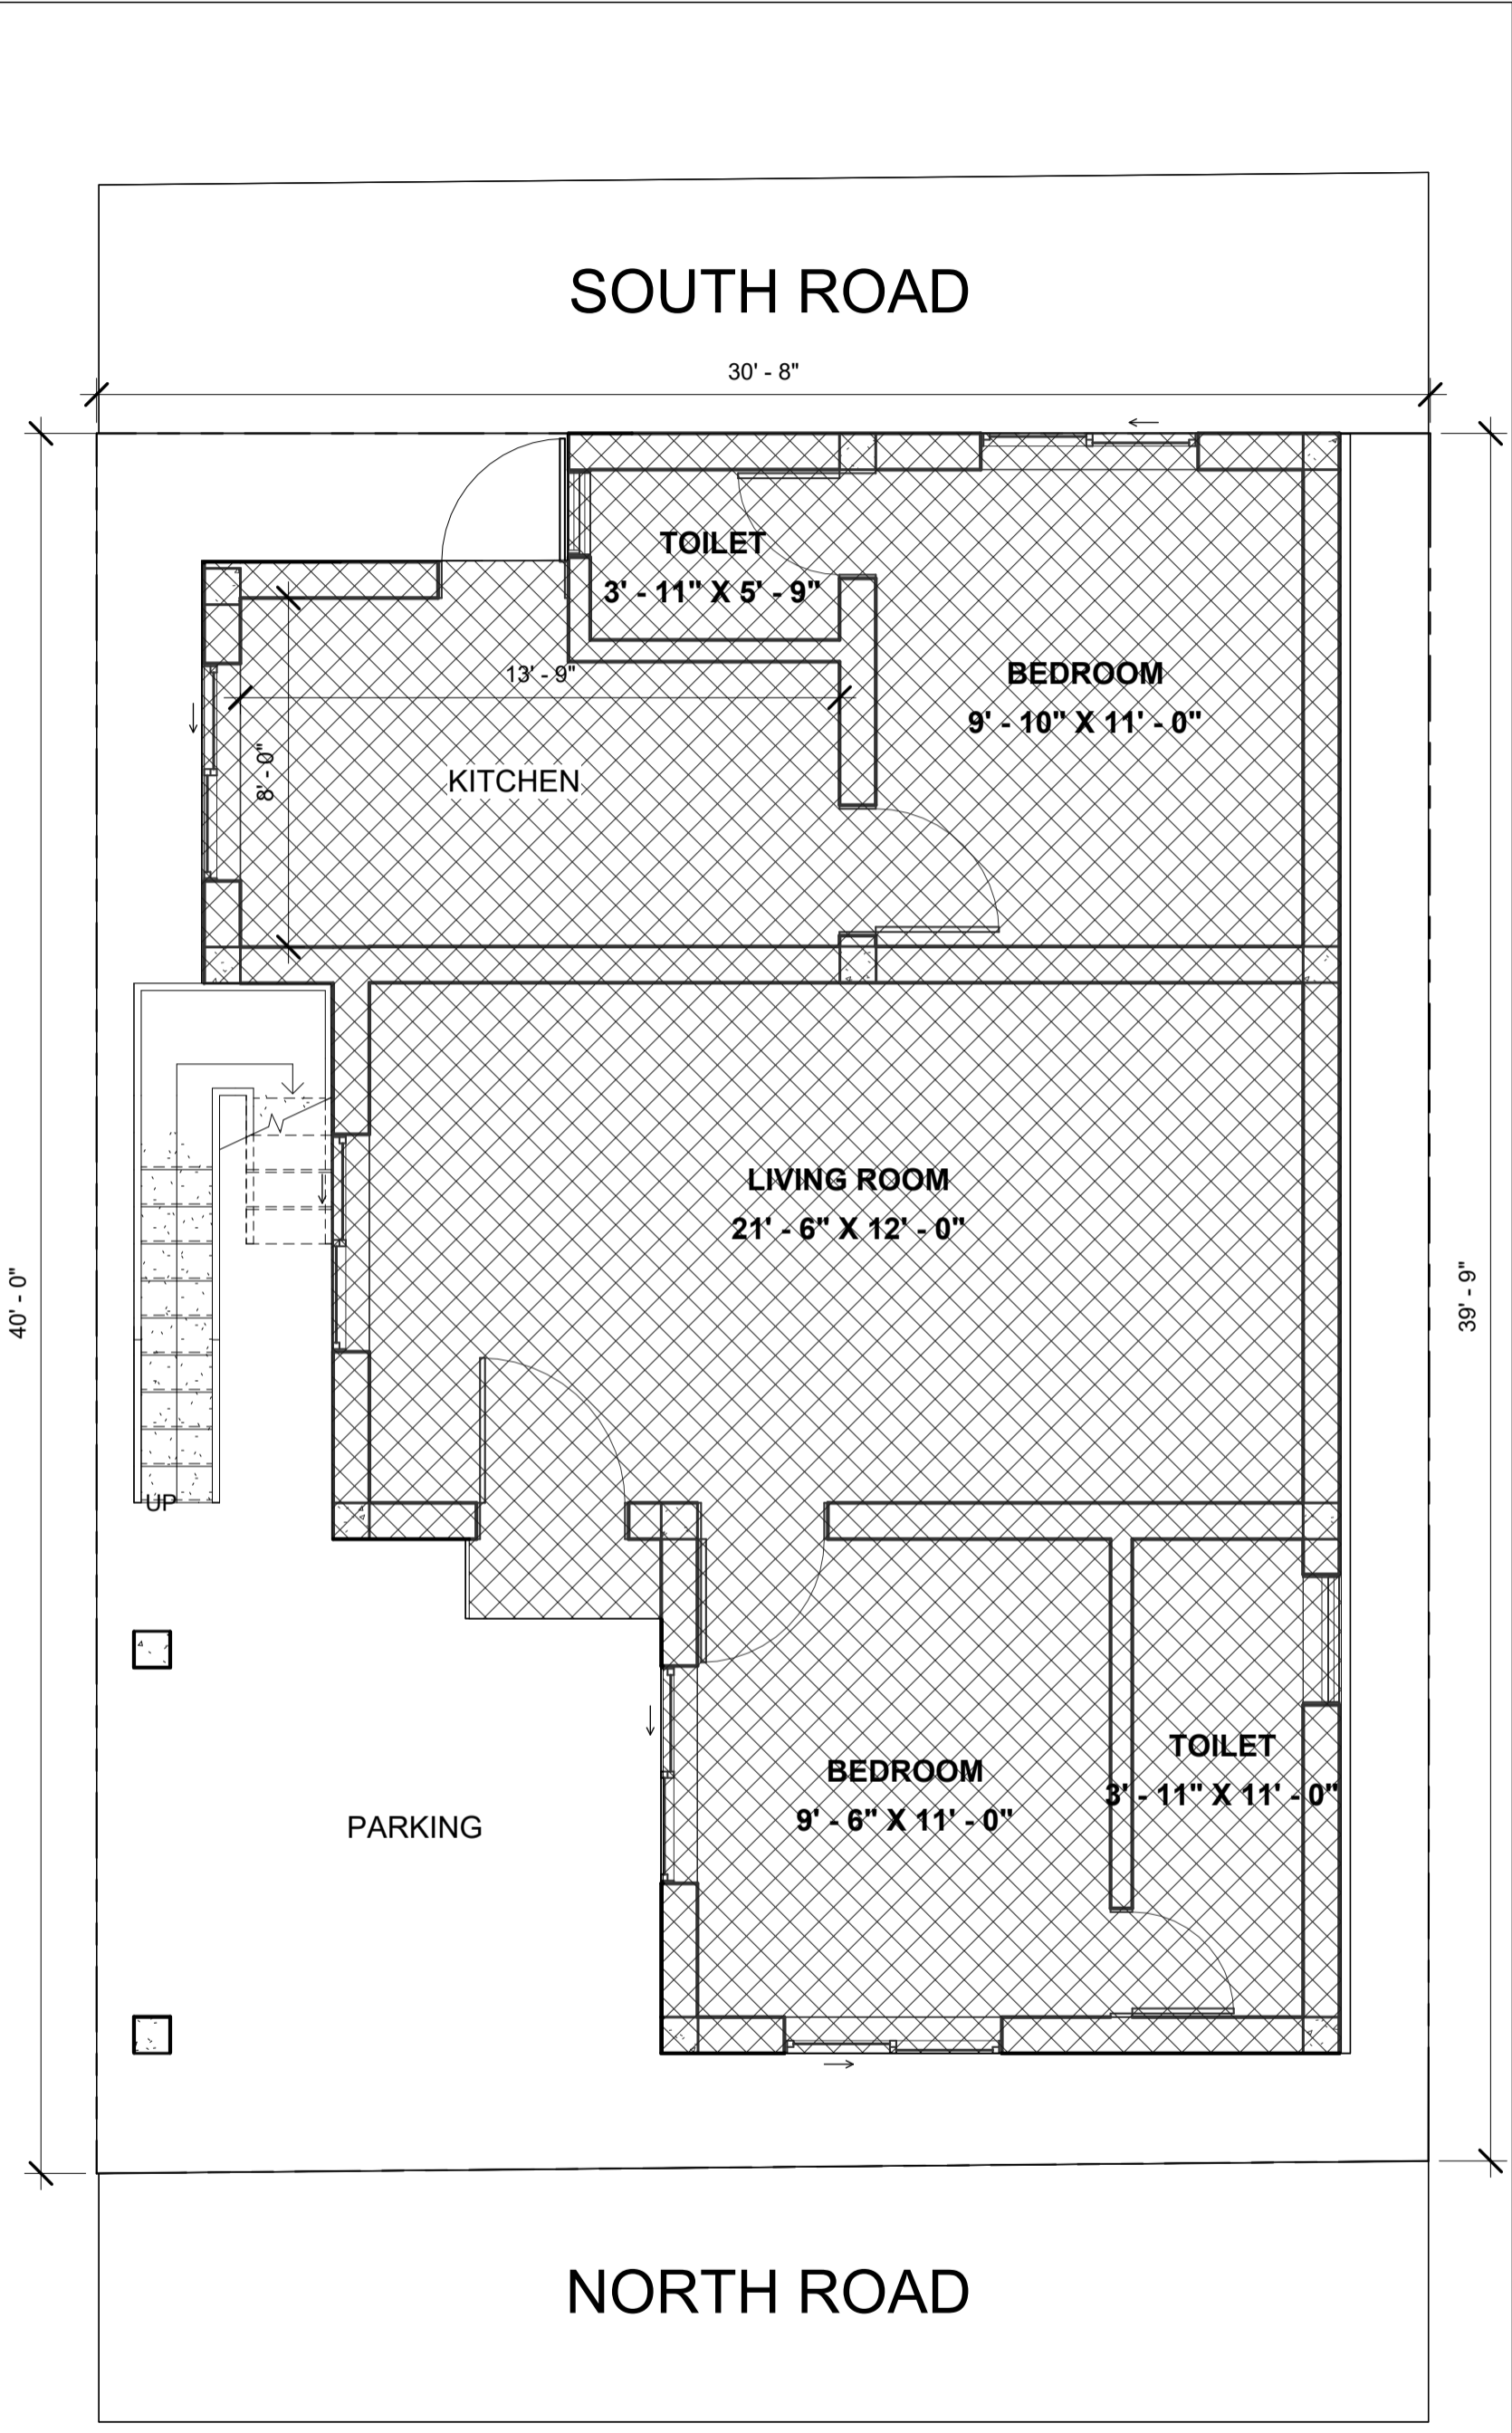 SOUTH ROAD
30' - 8"
TOILET
3' - 11" X 5' - 9"
BEDROOM
9' - 10" X 11' - 0"
13' - 9"
8' - 0"
KITCHEN
LIVING ROOM
21' - 6" X 12' - 0"
40' - 0"
39' - 9"
UP
TOILET
3' - 11" X 11' - 0"
BEDROOM
9' - 6" X 11' - 0"
PARKING
NORTH ROAD